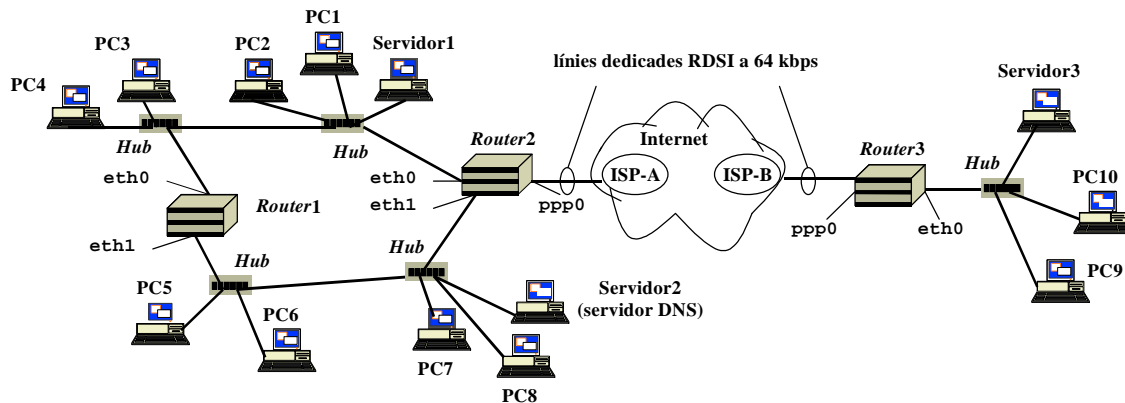 PC1
PC3
PC2
Servidor1
línies dedicades RDSI a 64 kbps
PC4
Servidor3
Hub
Hub
Router2
Internet
Router3
Hub
ISP-A
ISP-B
PC10
eth0
eth0
eth1
ppp0
ppp0
eth0
Router1
eth1
Hub
Hub
PC9
PC5
PC6
Servidor2
(servidor DNS)
PC7
PC8